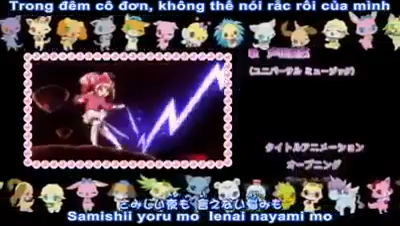 Trong đêm cô đơn, không thể nói rắc rối của mình
歌
(ユニバーサル ミュージック)
タイトルアニメーション
オープニング
さみしい夜も 言えない悩みも
Samishii yoru mo Ienai nayami mo